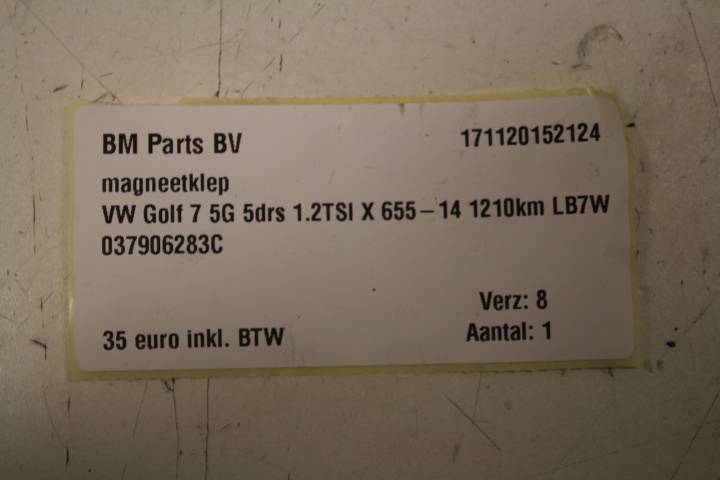 BM Parts BV 171120152124
magneetklep
VW Golf 7 5G 5drs 1.2TSI X 655-14 1210km LB7W
037906283C
Verz: 8
35 euro inkl. BTW Aantal: 1